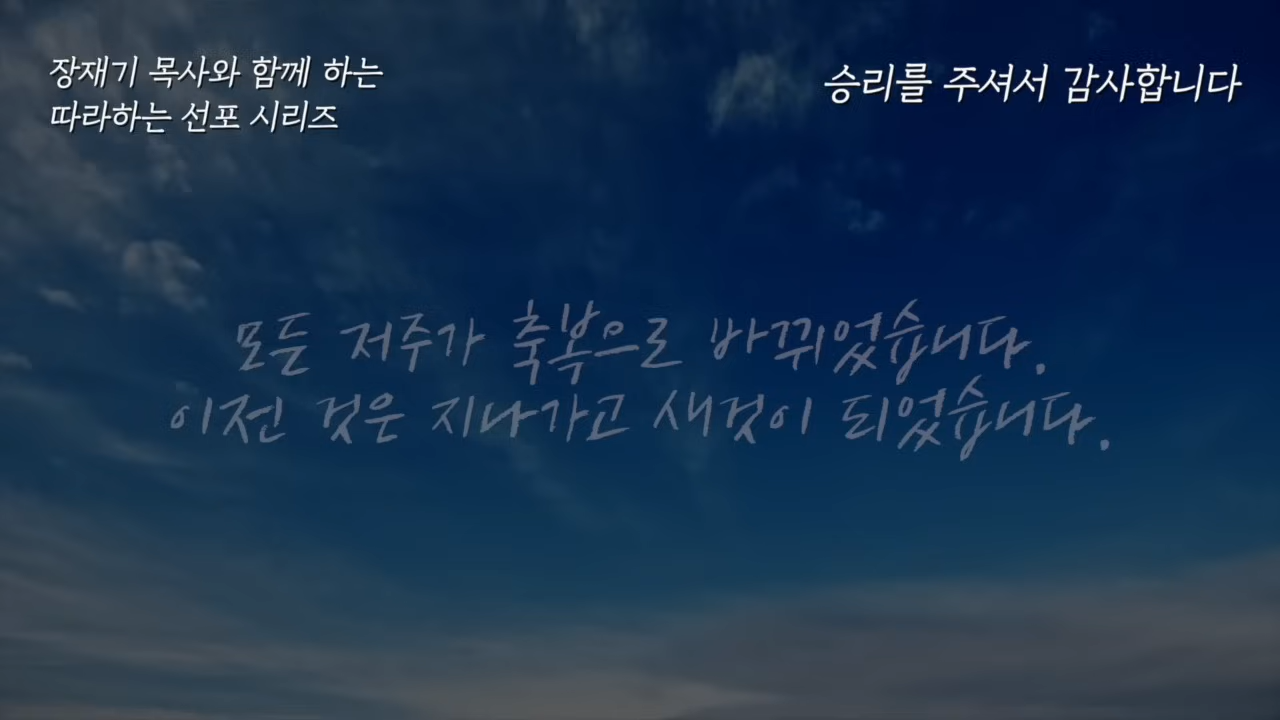 장재기 목사와 함께 하는
따라하는 선포 시리즈
승리를 주셔서 감사합니다
모든 저주가 축복으로 바뀌었습니다.
이전 것은 지나가고 새것이 되었습니다.